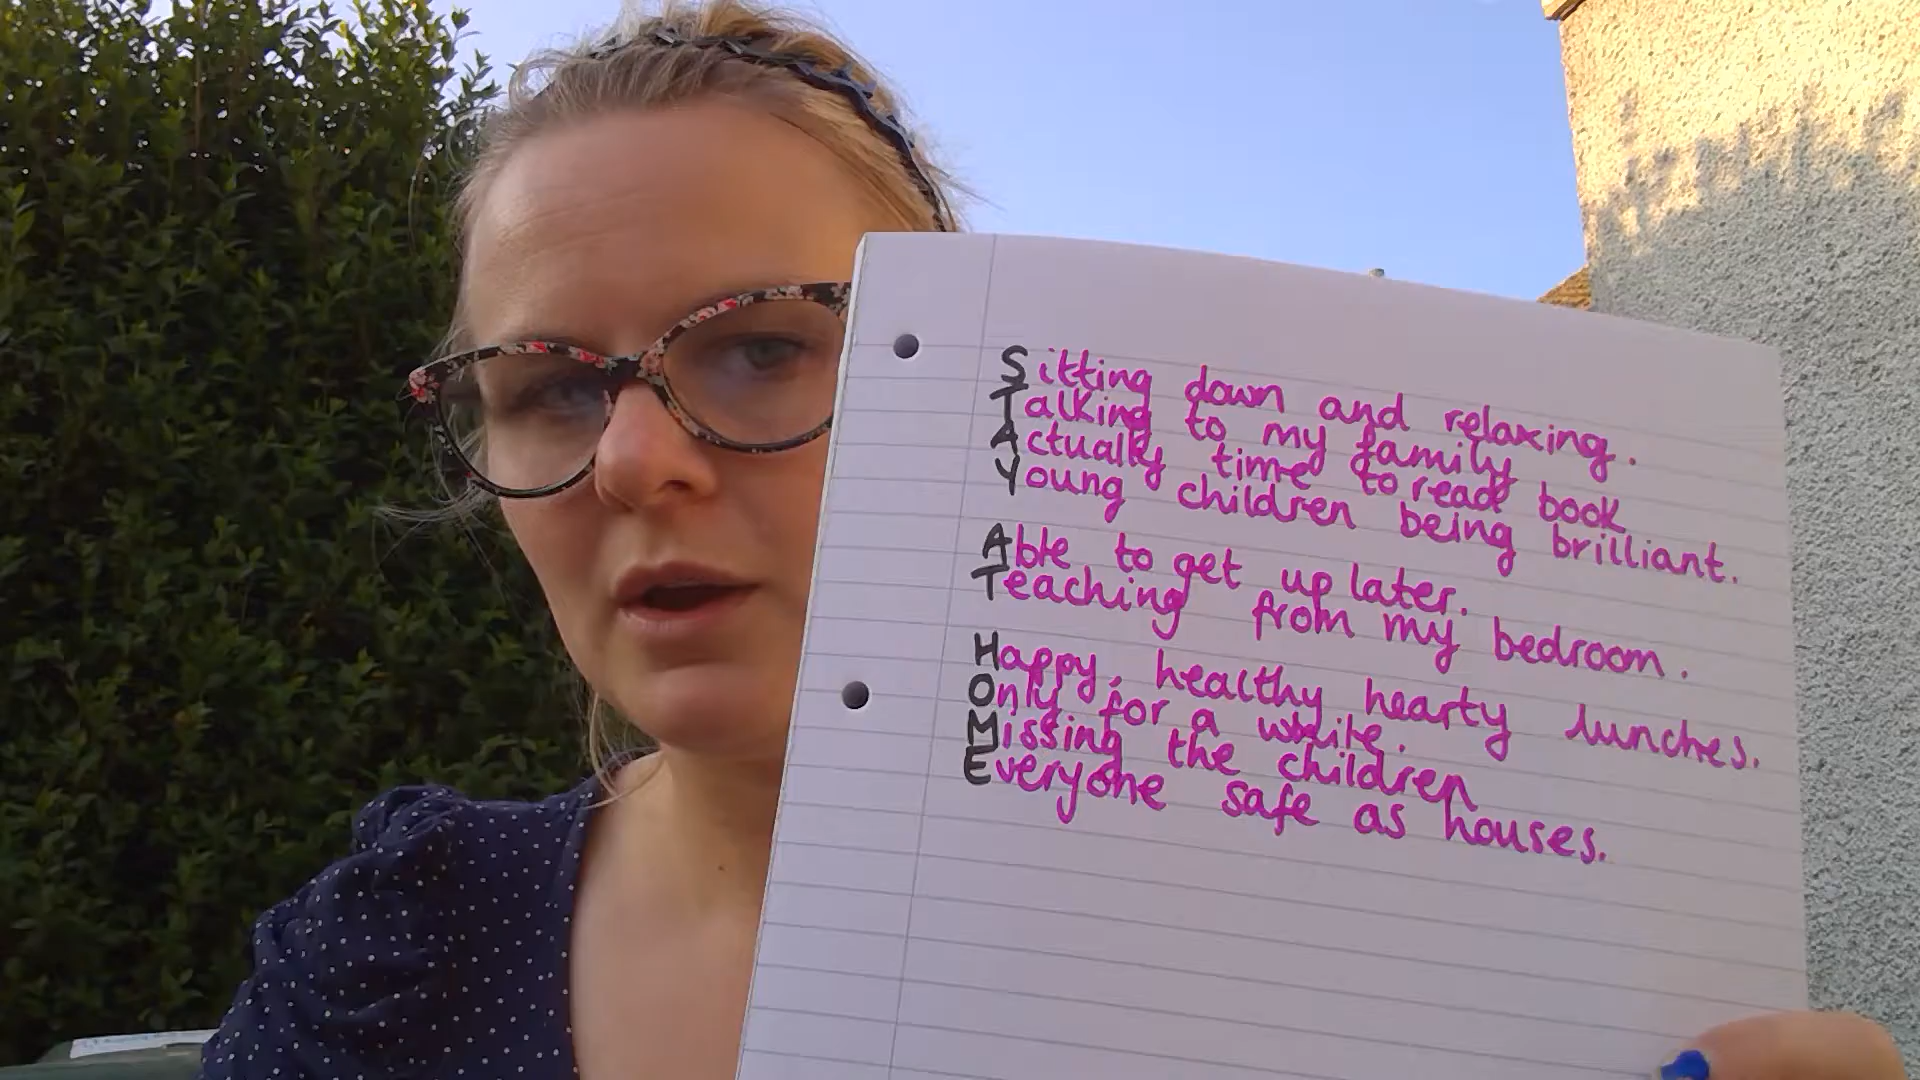 Sitting down and relaxing.
Talking to my family
Actually time to read book
Young children being brilliant.
Able to get up later.
Teaching from my bedroom.
Happy, healthy hearty lunches.
Only for a while.
Missing the children
Everyone safe as houses.